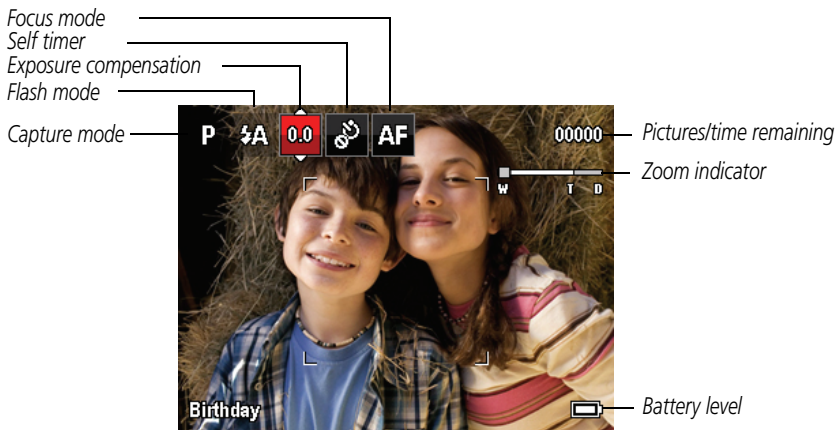 Focus mode
Self timer
Exposure compensation
Flash mode
Capture mode
P
A
0.0
AF
00000
Pictures/time remaining
Zoom indicator
W T D
Birthday
Battery level